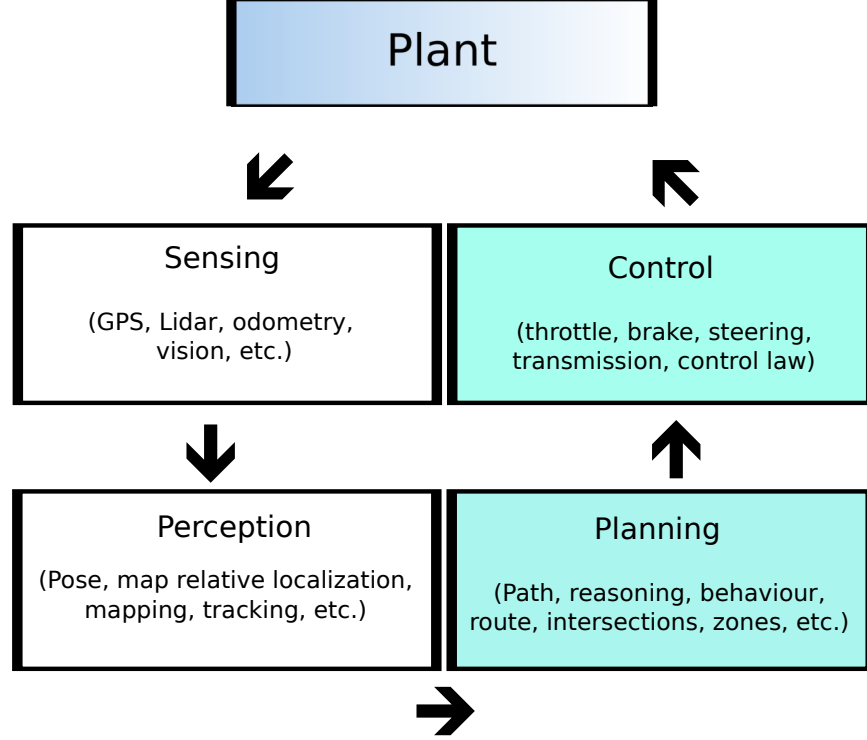 Plant
Sensing
(GPS, Lidar, odometry,
vision, etc.)
Control
(throttle, brake, steering,
transmission, control law)
Perception
(Pose, map relative localization,
mapping, tracking, etc.)
Planning
(Path, reasoning, behaviour,
route, intersections, zones, etc.)